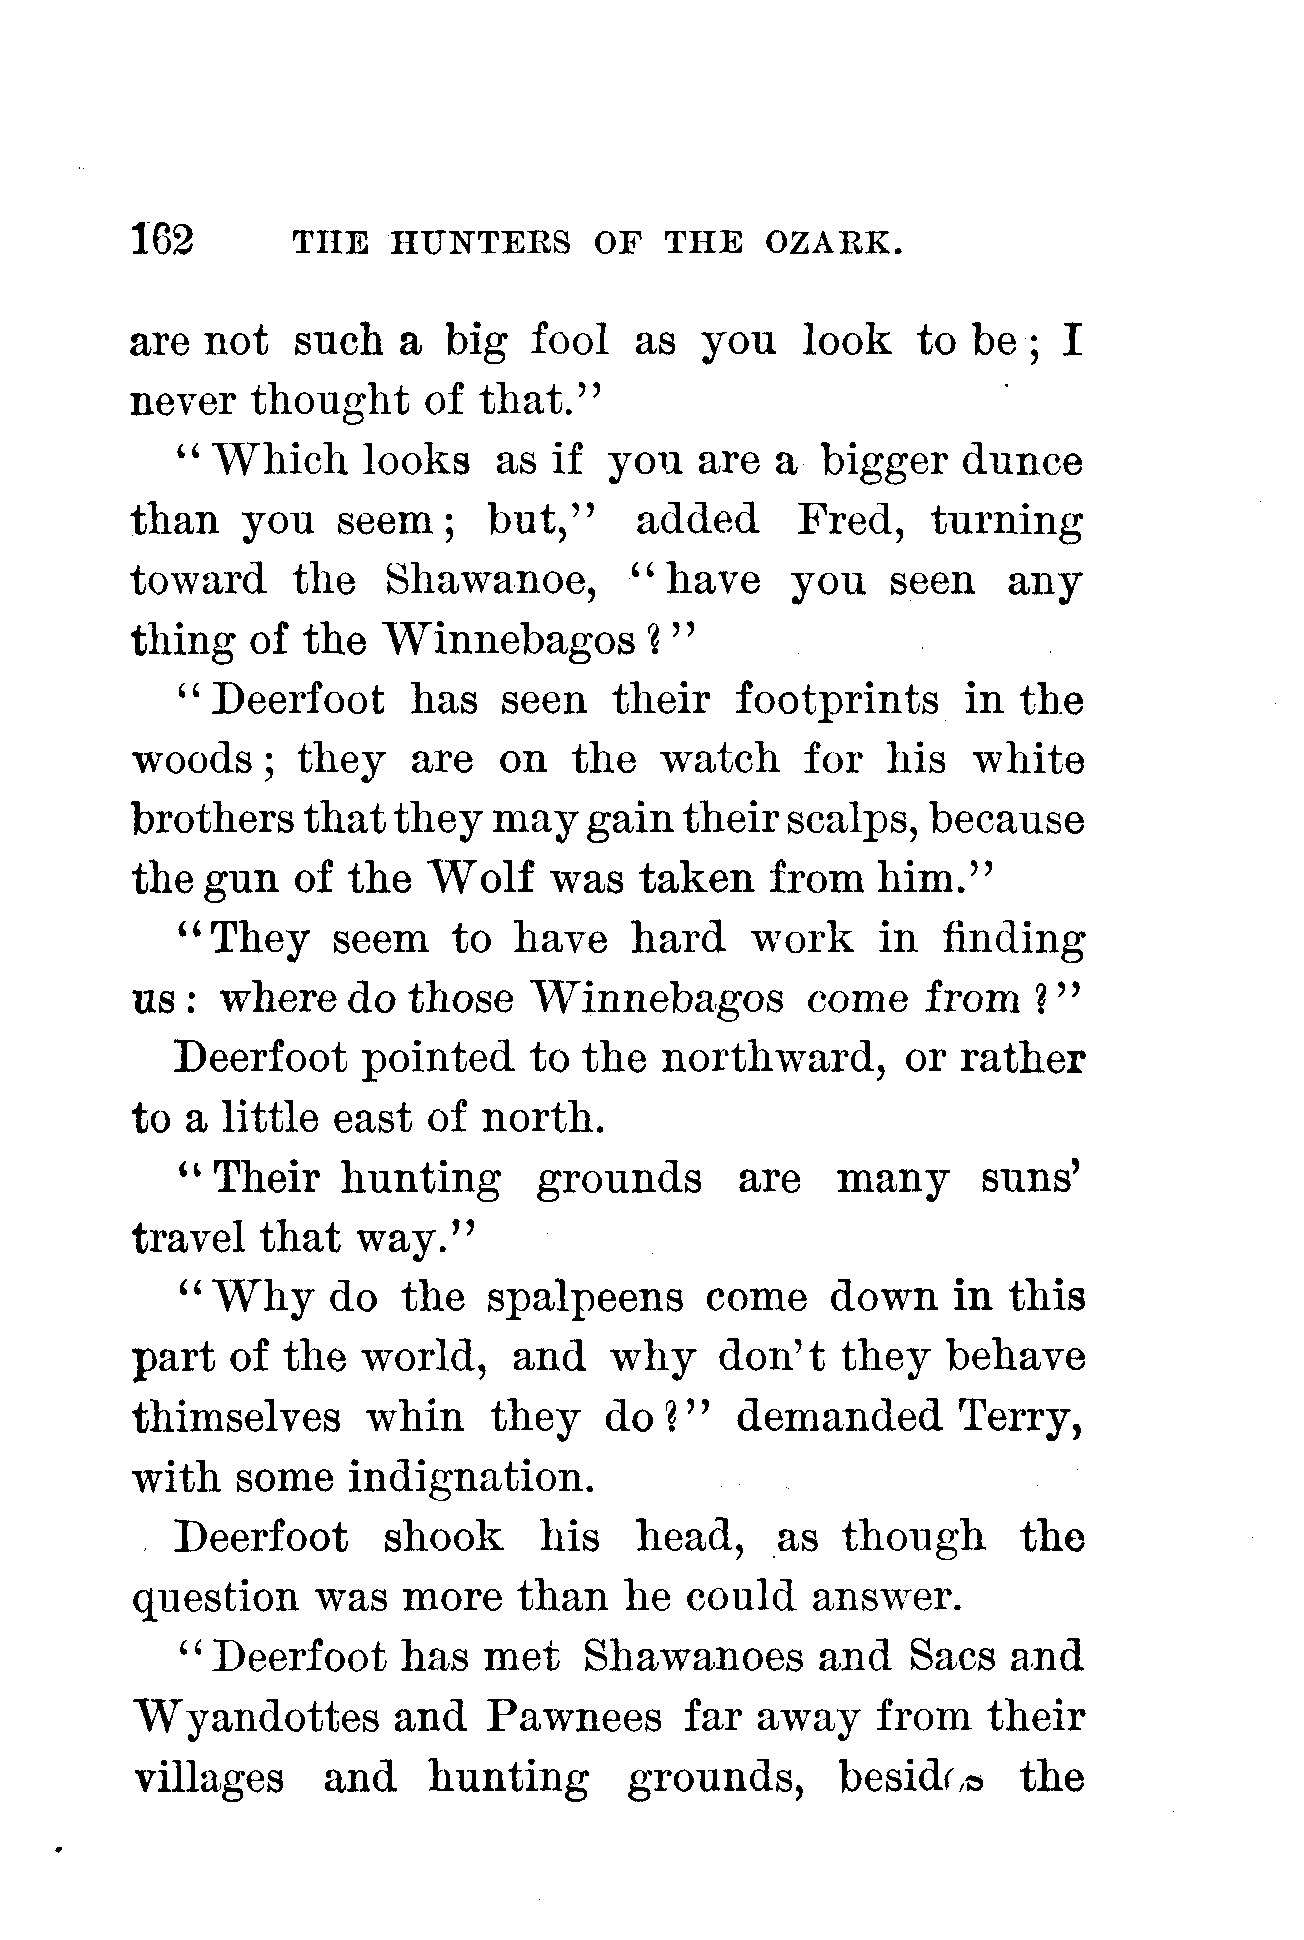 162 THE HUNTERS OF THE OZARK.
are not such a big fool as you look to be; I
never thought of that."
"Which looks as if you are a bigger dunce
than you seem; but," added Fred, turning
toward the Shawanoe, "have you seen any
thing of the Winnebagos?"
"Deerfoot has seen their footprints in the
woods; they are on the watch for his white
brothers that they may gain their scalps, because
the gun of the Wolf was taken from him."
"They seem to have hard work in finding
us: where do those Winnebagos come from?"
Deerfoot pointed to the northward, or rather
to a little east of north.
"Their hunting grounds are many suns'
travel that way."
"Why do the spalpeens come down in this
part of the world, and why don't they behave
thimselves whin they do?" demanded Terry,
with some indignation.
Deerfoot shook his head, as though the
question was more than he could answer.
"Deerfoot has met Shawanoes and Sacs and
Wyandottes and Pawnees far away from their
villages and hunting grounds, besides the